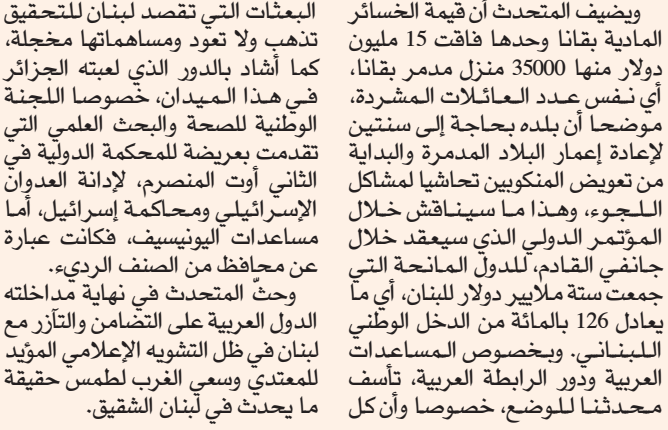 ويضيف المتحدث أن قيمة الخسائر
المادية بقانا وحدها فاقت 15 مليون
دولار منها 35000 منزل مدمر بقانا،
أي نفس عدد العائلات المشردة،
موضحا أن بلده بحاجة إلى سنتين
لإعادة إعمار البلاد المدمرة والبداية
من تعويض المنكوبين تحاشيا لمشاكل
اللجوء، وهذا ما سيناقش خلال
المؤتمر الدولي الذي سيعقد خلال
جانفي القادم، للدول المانحة التي
جمعت ستة ملايير دولار للبنان، أي ما
يعادل 126 بالمائة من الدخل الوطني
اللبناني. وبخصوص المساعدات
العربية ودور الرابطة العربية، تأسف
محدثنا للوضع، خصوصا وأن كل
البعثات التي تقصد لبنان للتحقيق
تذهب ولا تعود ومساهماتها مخجلة،
كما أشاد بالدور الذي لعبته الجزائر
في هذا الميدان، خصوصا اللجنة
الوطنية للصحة والبحث العلمي التي
تقدمت بعريضة للمحكمة الدولية في
الثاني أوت المنصرم، لإدانة العدوان
الإسرائيلي ومحاكمة إسرائيل، أما
مساعدات اليونيسيف، فكانت عبارة
عن محافظ من الصنف الرديء.
وحثّ المتحدث في نهاية مداخلته
الدول العربية على التضامن والتآزر مع
لبنان في ظل التشويه الإعلامي المؤيد
للمعتدي وسعي الغرب لطمس حقيقة
ما يحدث في لبنان الشقيق.